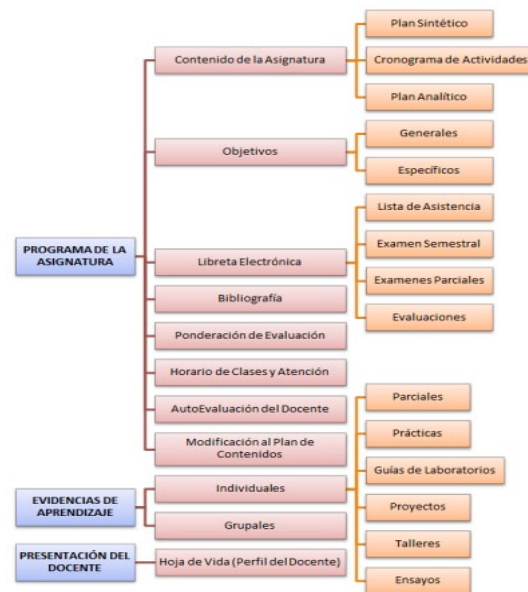 Plan Sintético
Contenido de la Asignatura
Cronograma de Actividades
Plan Analítico
Generales
Objetivos
Específicos
Lista de Asistencia
PROGRAMA DE LA
ASIGNATURA
Examen Semestral
Libreta Electrónica
Examenes Parciales
Bibliografía
Evaluaciones
Ponderación de Evaluación
Horario de Clases y Atención
Parciales
AutoEvaluación del Docente
Prácticas
Modificación al Plan de
Contenidos
Guías de Laboratorios
EVIDENCIAS DE
APRENDIZAJE
Individuales
Proyectos
Grupales
Talleres
PRESENTACIÓN DEL
DOCENTE
Hoja de Vida (Perfil del Docente)
Ensayos